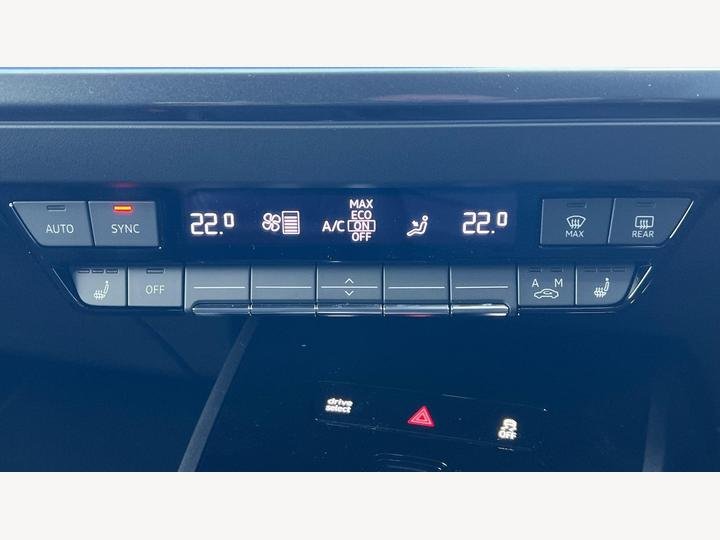 AUTO
SYNC
22.0
A/C
MAX
ECO
ON
OFF
22.0
MAX
REAR
OFF
A M
drive
select
OFF